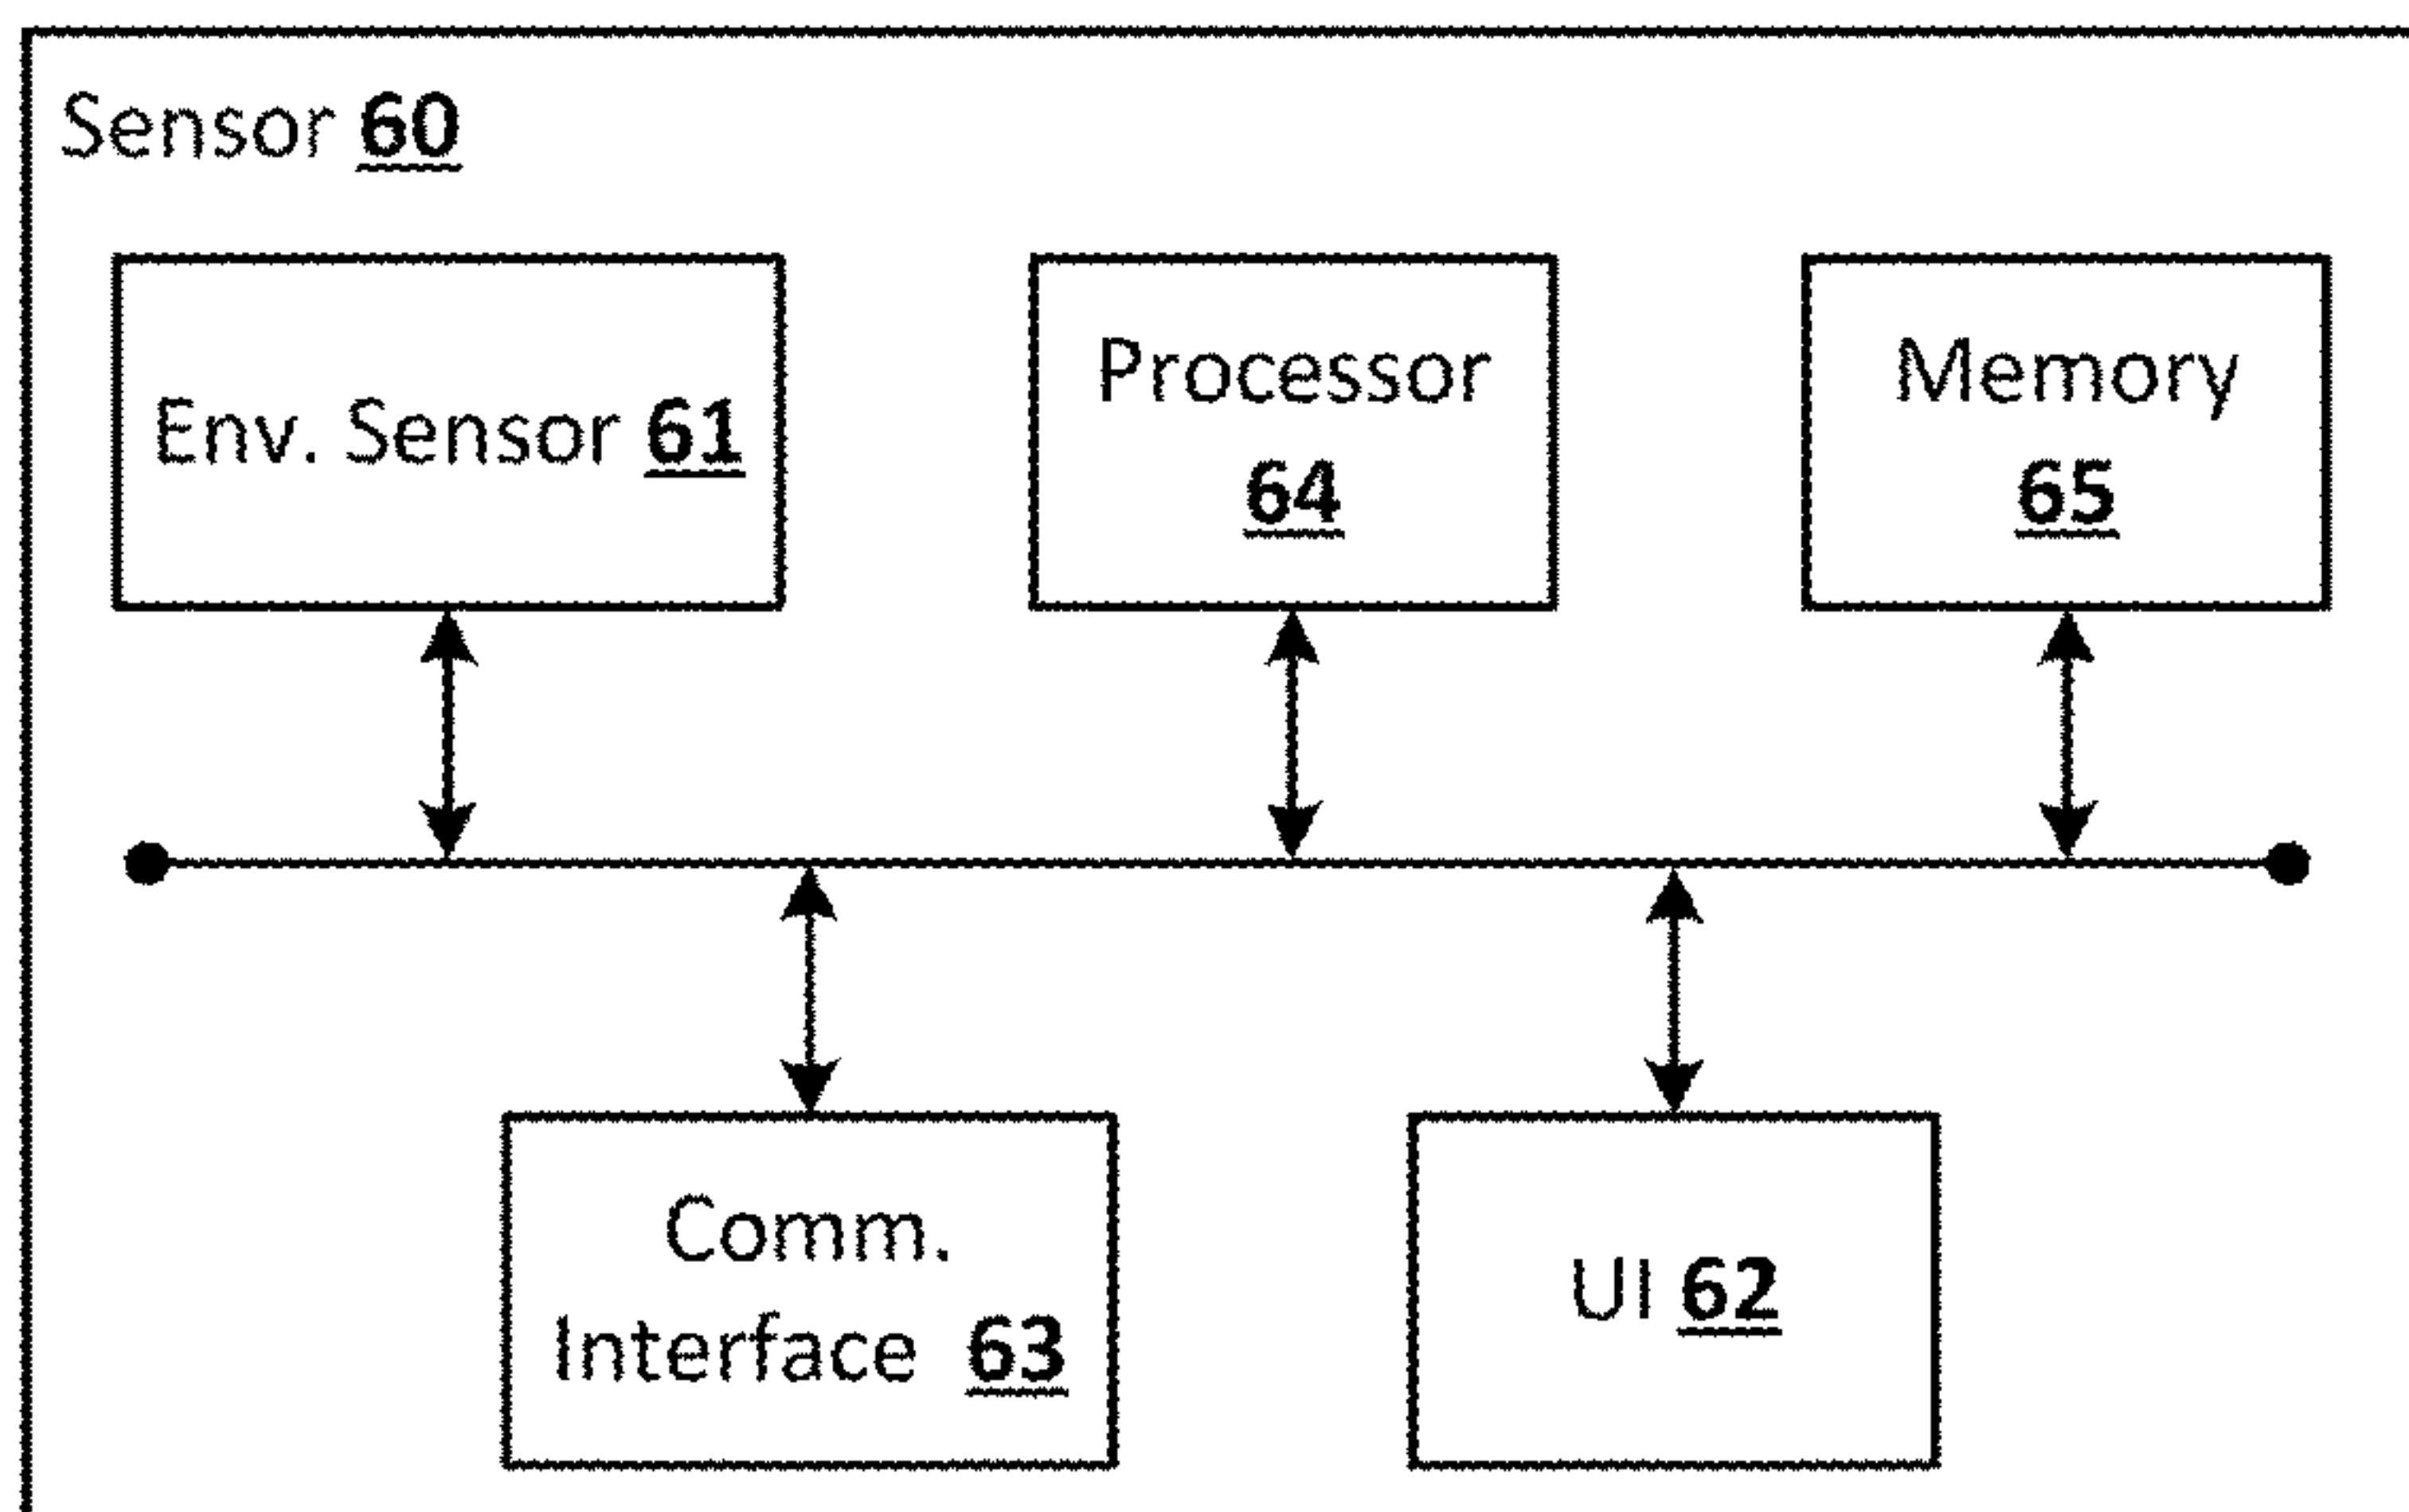 Sensor 60
Env. Sensor 61
Processor
64
Memory
65
Comm.
Interface 63
UI 62